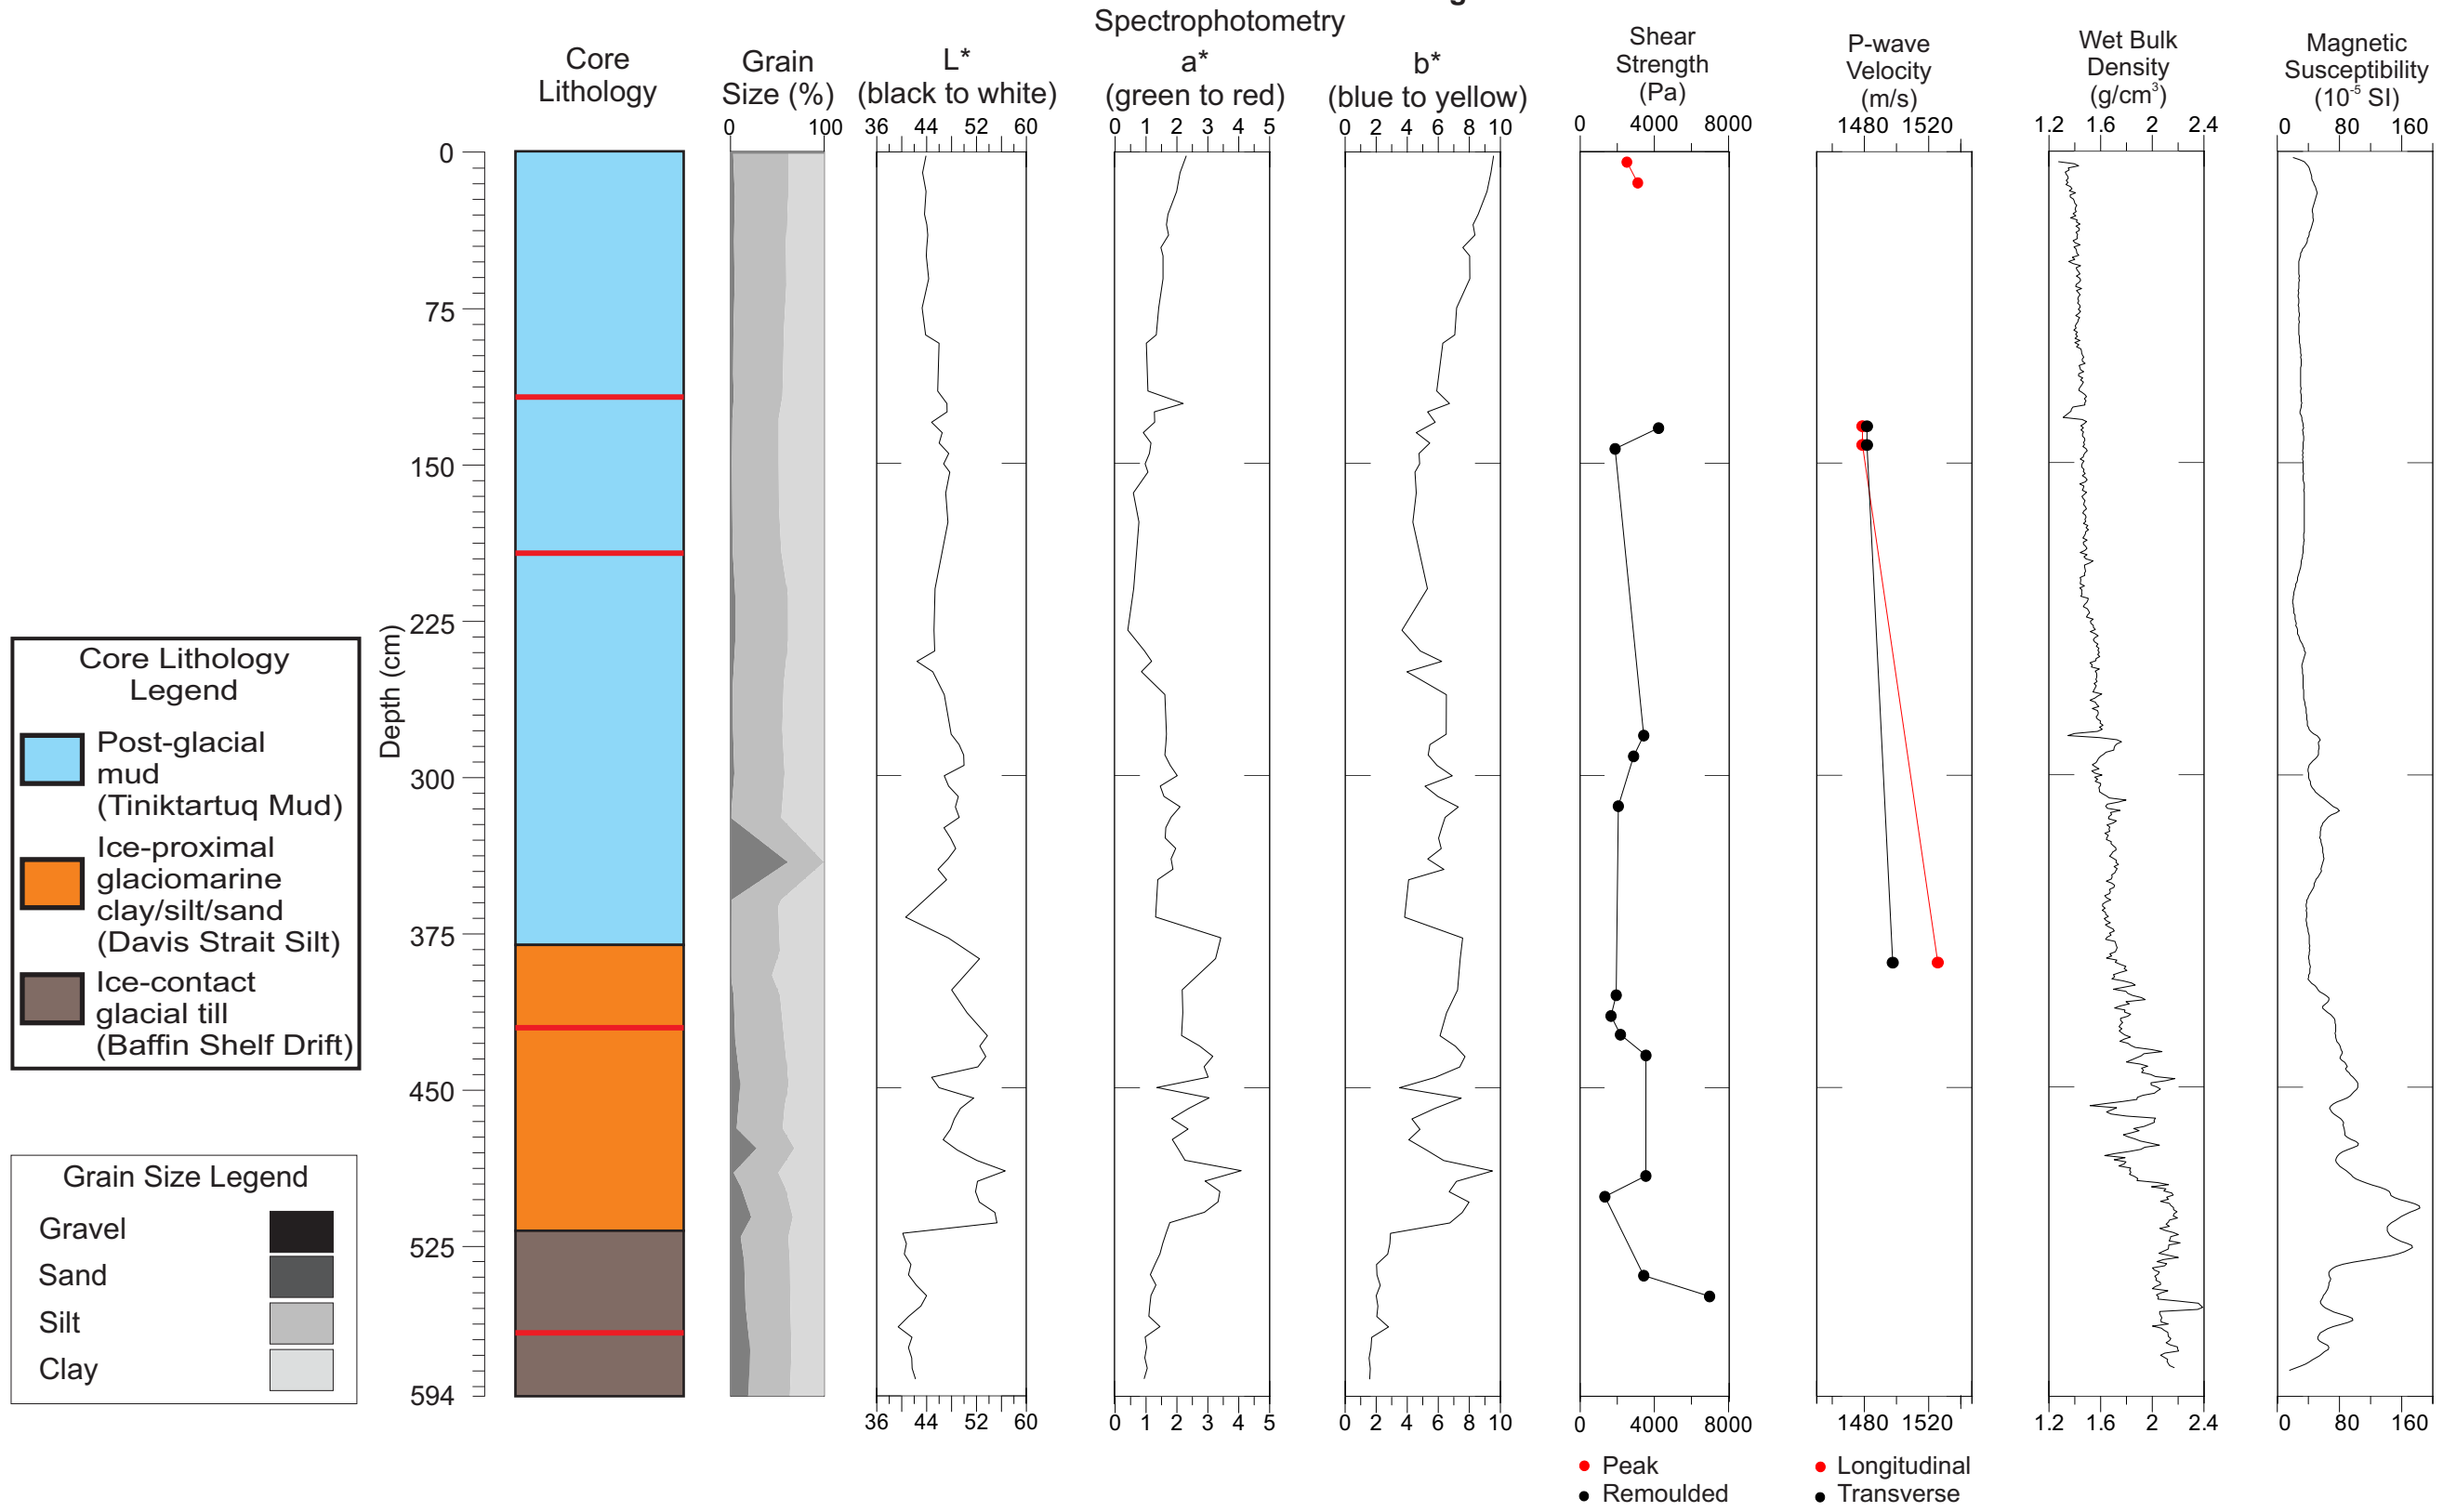 g
Spectrophotometry
Core
Lithology
Grain
Size (%)
L*
(black to white)
a*
(green to red)
b*
(blue to yellow)
Shear
Strength
(Pa)
P-wave
Velocity
(m/s)
Wet Bulk
Density
(g/cm³)
Magnetic
Susceptibility
(10⁻⁵ SI)
0 100
36 44 52 60
0 1 2 3 4 5
0 2 4 6 8 10
0 4000 8000
1480 1520
1.2 1.6 2 2.4
0 80 160
Depth (cm)
0
75
150
225
300
375
450
525
594
Core Lithology
Legend
Post-glacial
mud
(Tiniktartuq Mud)
Ice-proximal
glaciomarine
clay/silt/sand
(Davis Strait Silt)
Ice-contact
glacial till
(Baffin Shelf Drift)
Grain Size Legend
Gravel
Sand
Silt
Clay
36 44 52 60
0 1 2 3 4 5
0 2 4 6 8 10
0 4000 8000
1480 1520
1.2 1.6 2 2.4
0 80 160
Peak
Remoulded
Longitudinal
Transverse